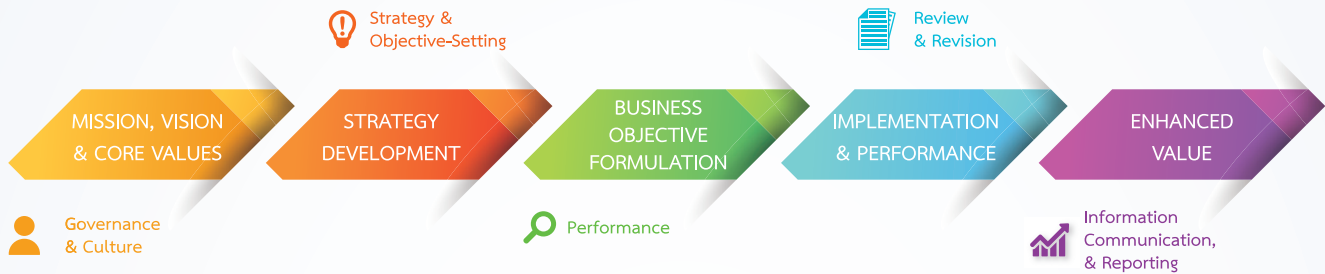 Strategy &
Objective-Setting
Review
& Revision
MISSION, VISION
& CORE VALUES
STRATEGY
DEVELOPMENT
BUSINESS
OBJECTIVE
FORMULATION
IMPLEMENTATION
& PERFORMANCE
ENHANCED
VALUE
Governance
& Culture
Performance
Information
Communication,
& Reporting